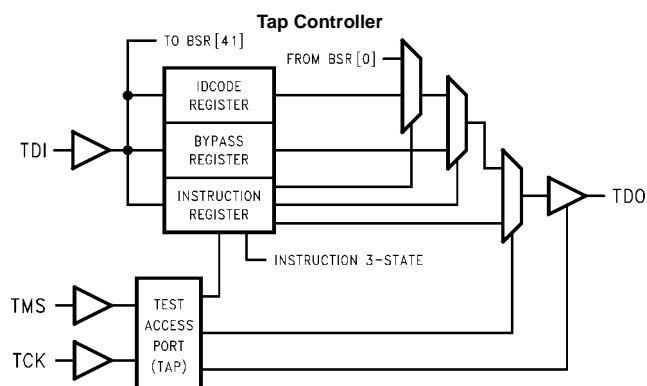 Tap Controller
TO BSR[41]
FROM BSR[0]
IDCODE
REGISTER
TDI
BYPASS
REGISTER
INSTRUCTION
REGISTER
TDO
INSTRUCTION 3-STATE
TMS
TEST
ACCESS
PORT
(TAP)
TCK